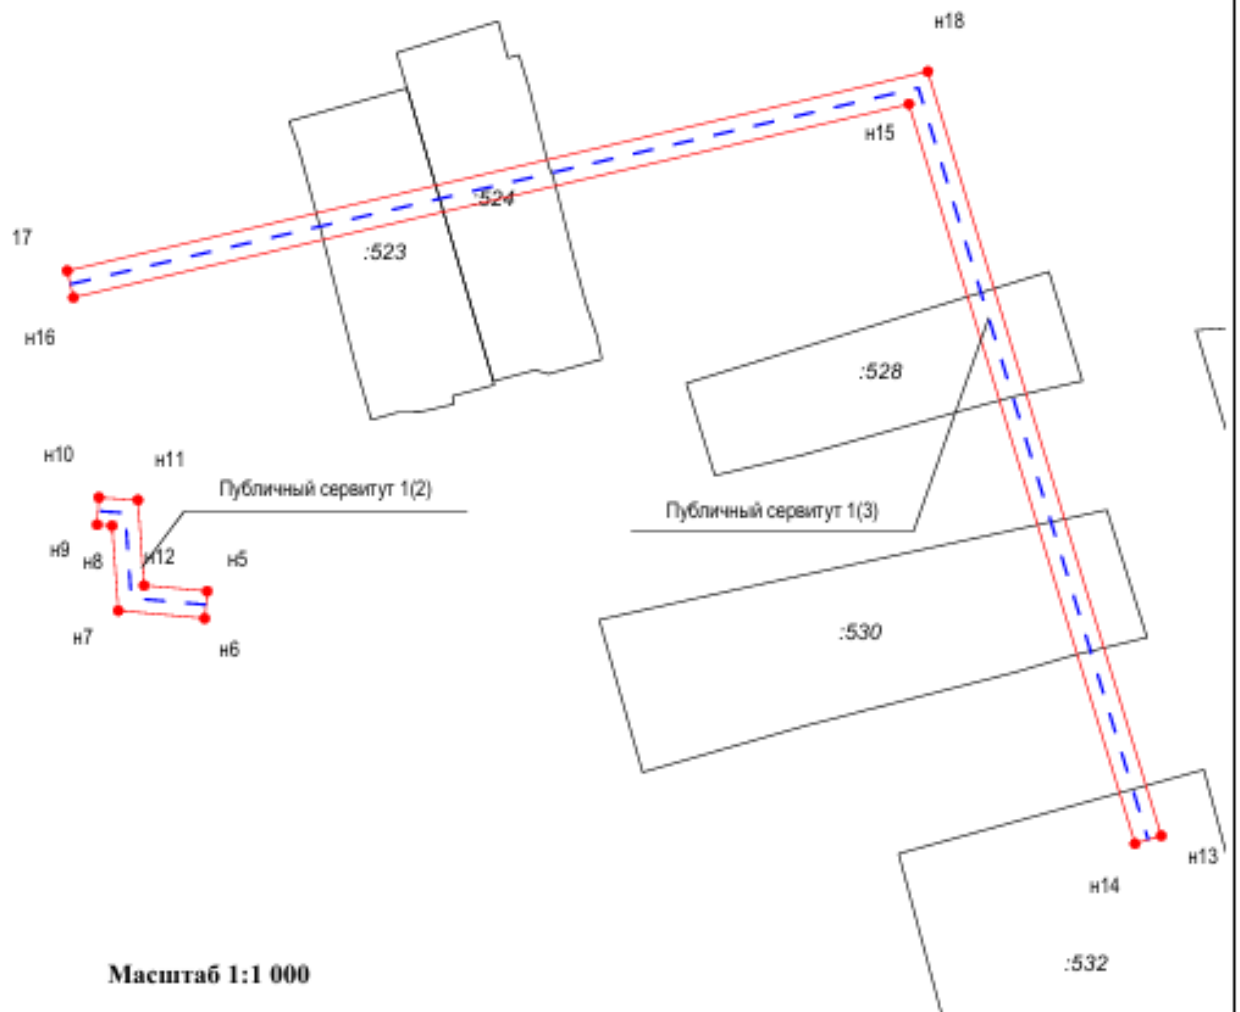 н18
н15
:524
17
:523
н16
:528
н10
н11
Публичный сервитут 1(2)
Публичный сервитут 1(3)
н9
н8
н12
н5
н7
н6
:530
н13
н14
:532
Масштаб 1:1 000